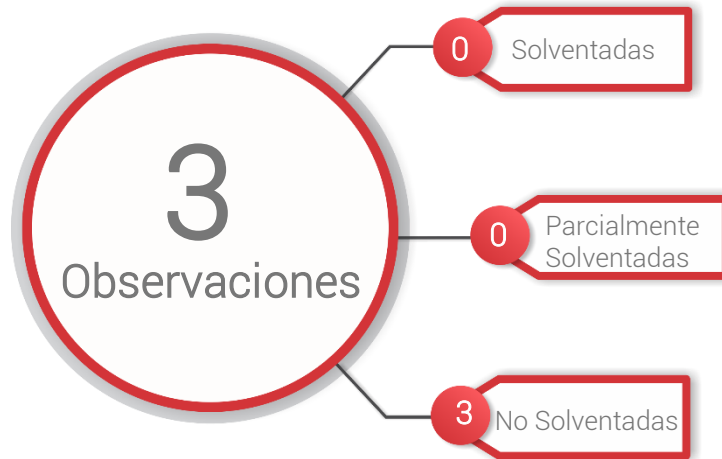 3
Observaciones
0
Solventadas
0
Parcialmente
Solventadas
3
No Solventadas